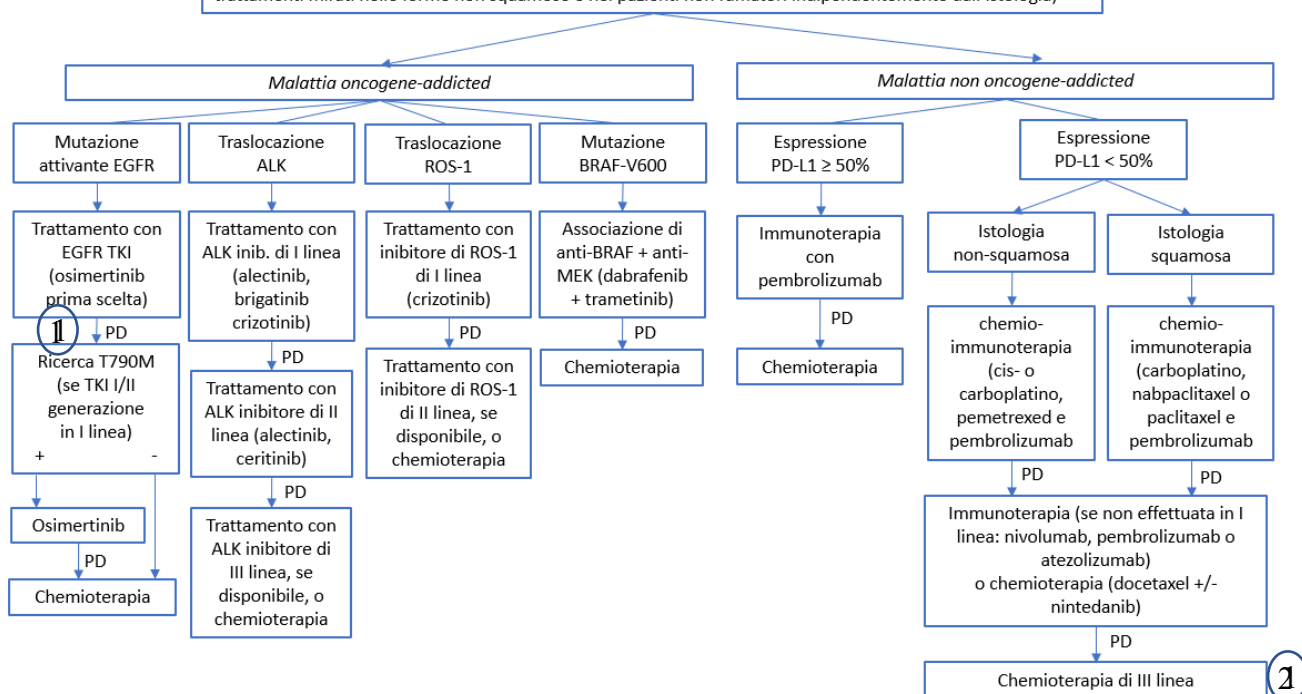 Malattia oncogene-addicted
Malattia non oncogene-addicted
Mutazione
attivante EGFR
Traslocazione
ALK
Traslocazione
ROS-1
Mutazione
BRAF-V600
Espressione
PD-L1 ≥ 50%
Espressione
PD-L1 < 50%
Trattamento con
EGFR TKI
(osimertinib
prima scelta)
Trattamento con
ALK inib. di I linea
(alectinib,
brigatinib
crizotinib)
Trattamento con
inibitore di ROS-1
di I linea
(crizotinib)
Associazione di
anti-BRAF + anti-
MEK (dabrafenib
+ trametinib)
Immunoterapia
con
pembrolizumab
Istologia
non-squamosa
Istologia
squamosa
1
PD
PD
PD
PD
PD
Ricerca T790M
(se TKI I/II
generazione
in I linea)
+ -
Trattamento con
ALK inibitore di II
linea (alectinib,
ceritinib)
Trattamento con
inibitore di ROS-1
di II linea, se
disponibile, o
chemioterapia
Chemioterapia
Chemioterapia
chemio-
immunoterapia
(cis- o
carboplatino,
pemetrexed e
pembrolizumab
chemio-
immunoterapia
(carboplatino,
nabpaclitaxel o
paclitaxel e
pembrolizumab
PD
PD
PD
Osimertinib
PD
Chemioterapia
Trattamento con
ALK inibitore di
III linea, se
disponibile, o
chemioterapia
Immunoterapia (se non effettuata in I
linea: nivolumab, pembrolizumab o
atezolizumab)
o chemioterapia (docetaxel +/-
nintedanib)
PD
Chemioterapia di III linea